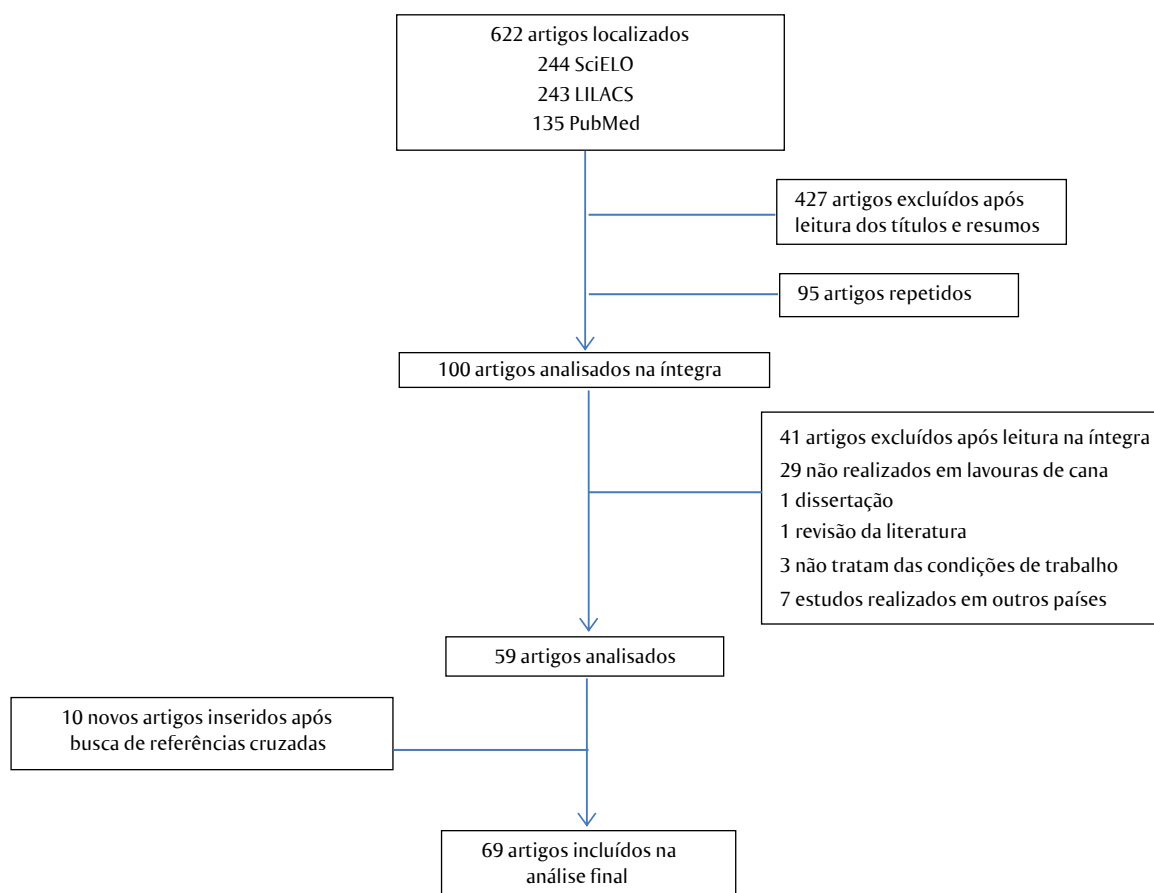 622 artigos localizados
244 SciELO
243 LILACS
135 PubMed
427 artigos excluídos após
leitura dos títulos e resumos
95 artigos repetidos
100 artigos analisados na íntegra
41 artigos excluídos após leitura na íntegra
29 não realizados em lavouras de cana
1 dissertação
1 revisão da literatura
3 não tratam das condições de trabalho
7 estudos realizados em outros países
59 artigos analisados
10 novos artigos inseridos após
busca de referências cruzadas
69 artigos incluídos na
análise final